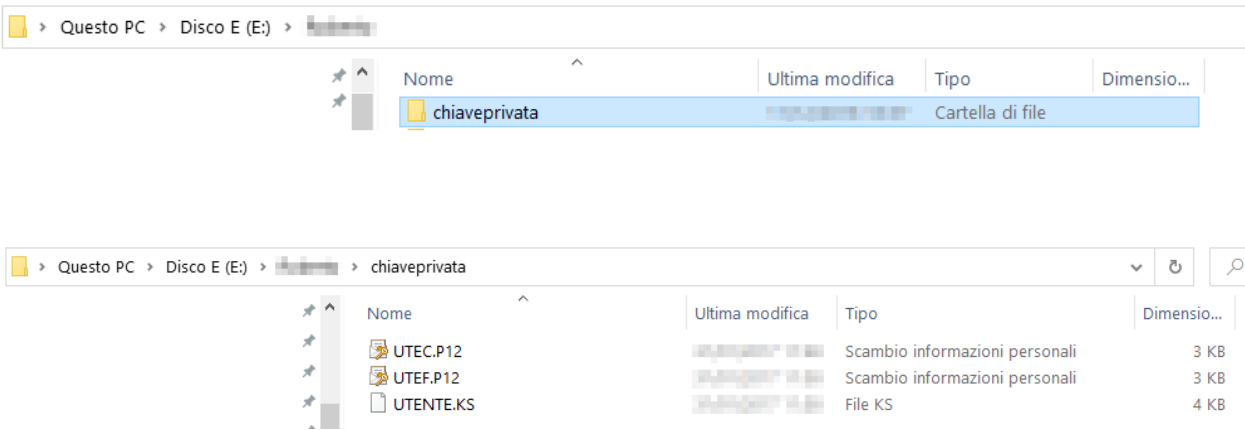 Questo PC > Disco E (E:) >
Nome Ultima modifica Tipo Dimensio...
chiaveprivata Cartella di file
Questo PC > Disco E (E:) > > chiaveprivata
Nome Ultima modifica Tipo Dimensio...
UTEC.P12 Scambio informazioni personali 3 KB
UTEF.P12 Scambio informazioni personali 3 KB
UTENTE.KS File KS 4 KB